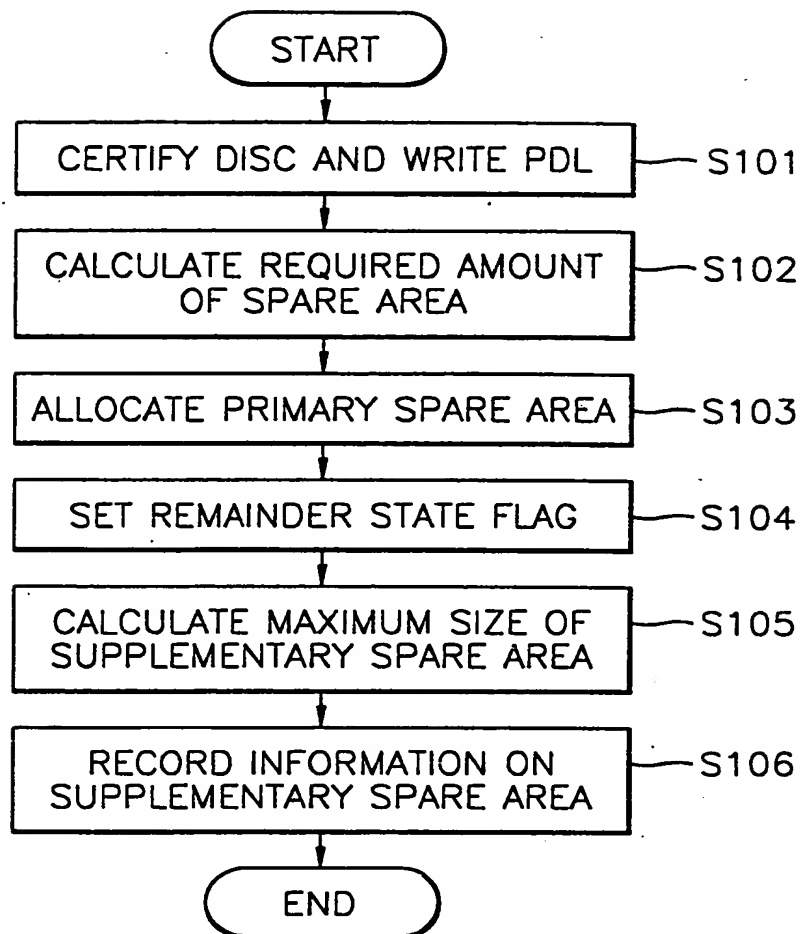 START
CERTIFY DISC AND WRITE PDL
S101
CALCULATE REQUIRED AMOUNT
OF SPARE AREA
S102
ALLOCATE PRIMARY SPARE AREA
S103
SET REMAINDER STATE FLAG
S104
CALCULATE MAXIMUM SIZE OF
SUPPLEMENTARY SPARE AREA
S105
RECORD INFORMATION ON
SUPPLEMENTARY SPARE AREA
S106
END